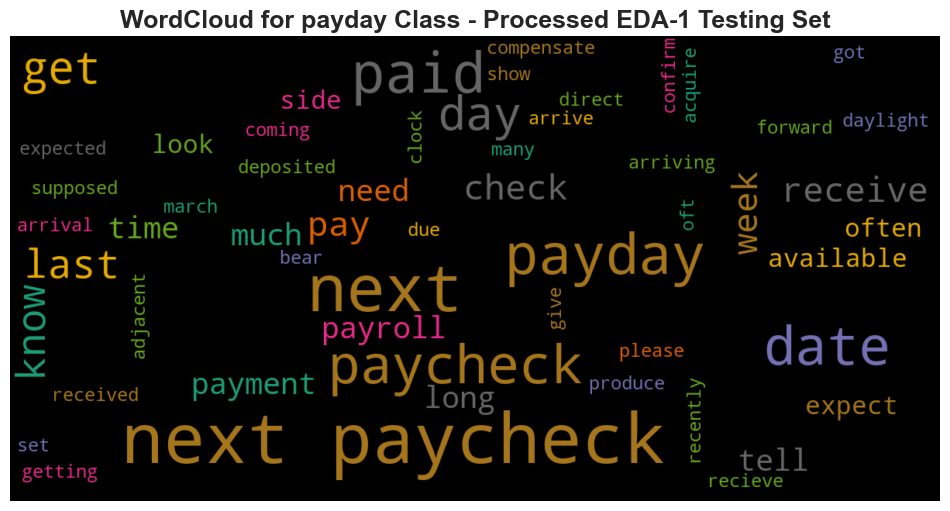 WordCloud for payday Class - Processed EDA-1 Testing Set
get
paid
compensate
show
confirm
acquire
got
side
day
direct
arrive
forward
daylight
coming
clock
expected
look
many
deposited
arriving
supposed
need
check
receive
week
march
arrival
time
much
pay
due
oft
often
last
bear
payday
available
know
adjacent
next
give
payroll
date
paycheck
please
payment
produce
long
received
recently
expect
next paycheck
set
getting
tell
recieve